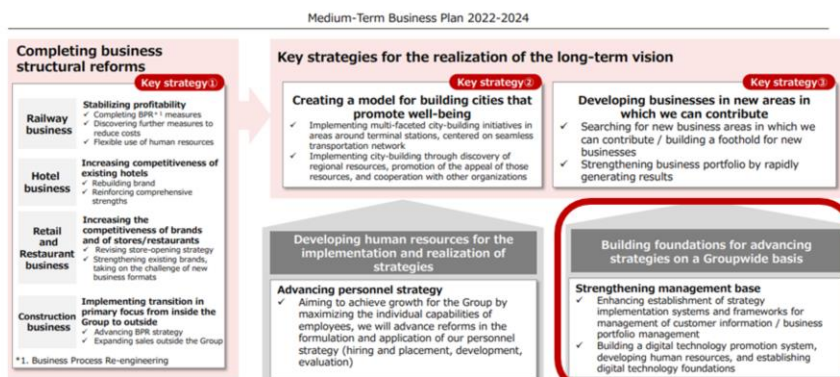 Medium-Term Business Plan 2022-2024
Completing business
structural reforms
Key strategy①
Railway
business
Stabilizing profitability
✓ Completing BPR*¹ measures
✓ Discovering further measures to
reduce costs
✓ Flexible use of human resources
Hotel
business
Increasing competitiveness of
existing hotels
✓ Rebuilding brand
✓ Reinforcing comprehensive
strengths
Retail
and
Restaurant
business
Increasing the
competitiveness of brands
and of stores/restaurants
✓ Revising store-opening strategy
✓ Strengthening existing brands,
taking on the challenge of new
business formats
Construction
business
Implementing transition in
primary focus from inside the
Group to outside
✓ Advancing BPR strategy
✓ Expanding sales outside the Group
*1. Business Process Re-engineering
Key strategies for the realization of the long-term vision
Key strategy②
Creating a model for building cities that
promote well-being
✓ Implementing multi-faceted city-building initiatives in
areas around terminal stations, centered on seamless
transportation network
✓ Implementing city-building through discovery of
regional resources, promotion of the appeal of those
resources, and cooperation with other organizations
Key strategy③
Developing businesses in new areas in
which we can contribute
✓ Searching for new business areas in which we
can contribute / building a foothold for new
businesses
✓ Strengthening business portfolio by rapidly
generating results
Developing human resources for the
implementation and realization of
strategies
Advancing personnel strategy
✓ Aiming to achieve growth for the Group by
maximizing the individual capabilities of
employees, we will advance reforms in the
formulation and application of our personnel
strategy (hiring and placement, development,
evaluation)
Building foundations for advancing
strategies on a Groupwide basis
Strengthening management base
✓ Enhancing establishment of strategy
implementation systems and frameworks for
management of customer information / business
portfolio management
✓ Building a digital technology promotion system,
developing human resources, and establishing
digital technology foundations